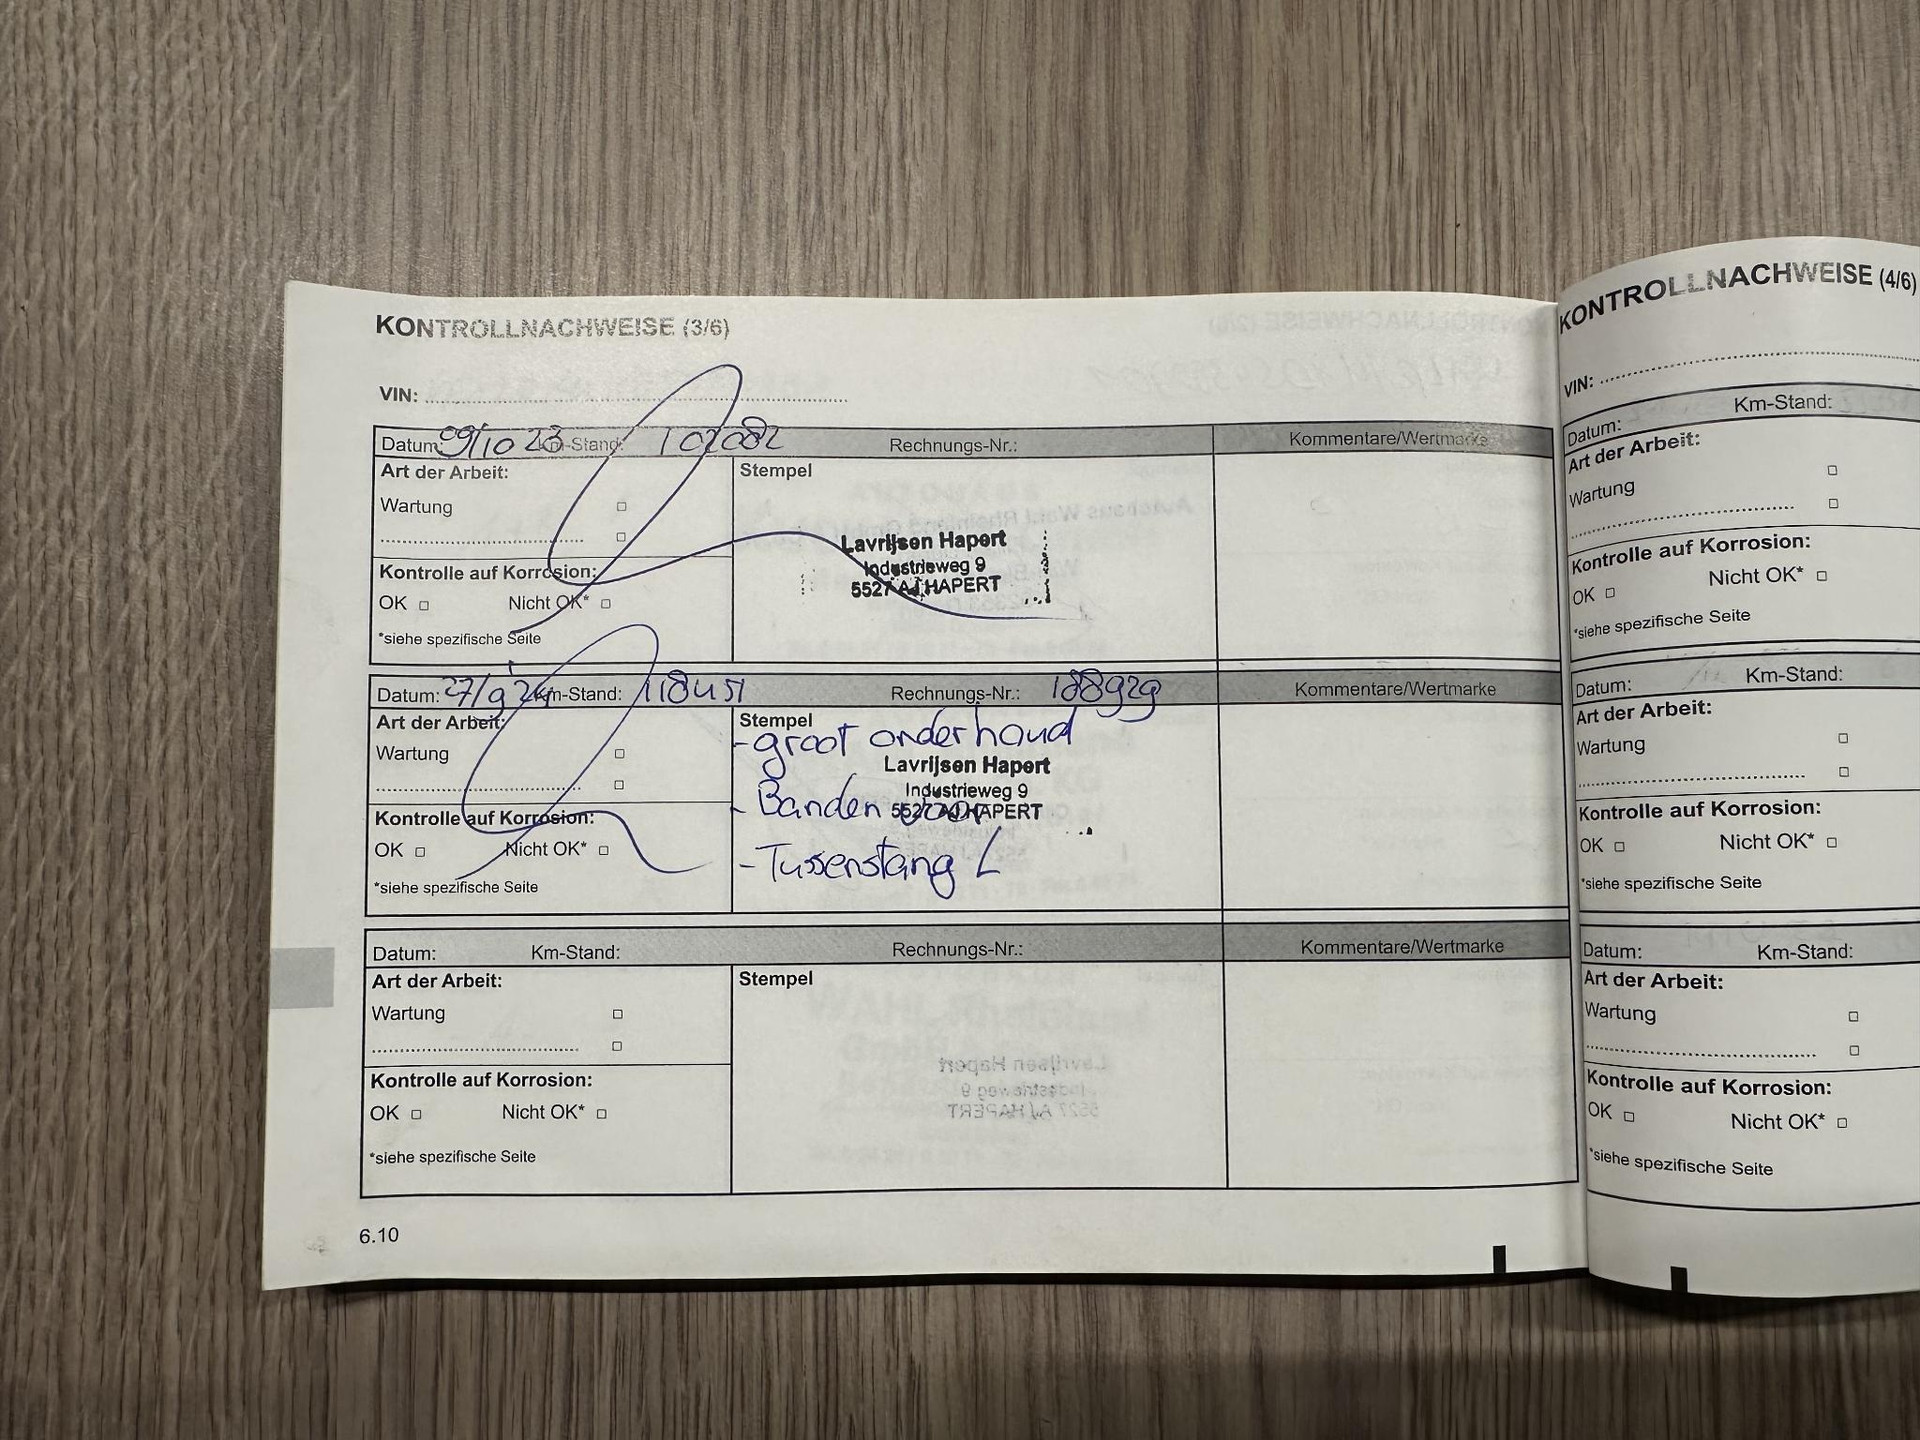 KONTROLLNACHWEISE (3/6)
VIN:
Datum: 09/10 23 Km-Stand: 102082 Rechnungs-Nr.: Kommentare/Wertmarke
Art der Arbeit: Stempel
Wartung
Lavrijsen Hapert
Industrieweg 9
5527 AJ HAPERT
Kontrolle auf Korrosion:
OK Nicht OK*
*siehe spezifische Seite
Datum: 27/9 '24 Km-Stand: 118451 Rechnungs-Nr.: 188929 Kommentare/Wertmarke
Art der Arbeit: Stempel
- groot onderhoud
Wartung
Lavrijsen Hapert
Industrieweg 9
- Banden voor
5527 AJ HAPERT
Kontrolle auf Korrosion:
OK Nicht OK*
- Tussenstang L
*siehe spezifische Seite
Datum: Km-Stand: Rechnungs-Nr.: Kommentare/Wertmarke
Art der Arbeit: Stempel
Wartung
Kontrolle auf Korrosion:
OK Nicht OK*
*siehe spezifische Seite
6.10
KONTROLLNACHWEISE (4/6)
VIN:
Datum: Km-Stand:
Art der Arbeit:
Wartung
Kontrolle auf Korrosion:
OK Nicht OK*
*siehe spezifische Seite
Datum: Km-Stand:
Art der Arbeit:
Wartung
Kontrolle auf Korrosion:
OK Nicht OK*
*siehe spezifische Seite
Datum: Km-Stand:
Art der Arbeit:
Wartung
Kontrolle auf Korrosion:
OK Nicht OK*
*siehe spezifische Seite